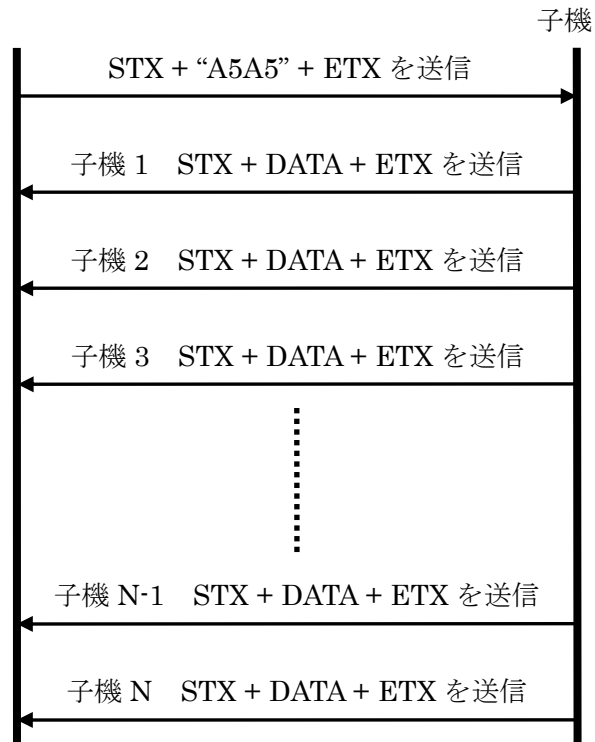 子機
STX + “A5A5” + ETX を送信
子機 1　STX + DATA + ETX を送信
子機 2　STX + DATA + ETX を送信
子機 3　STX + DATA + ETX を送信
子機 N-1　STX + DATA + ETX を送信
子機 N　STX + DATA + ETX を送信